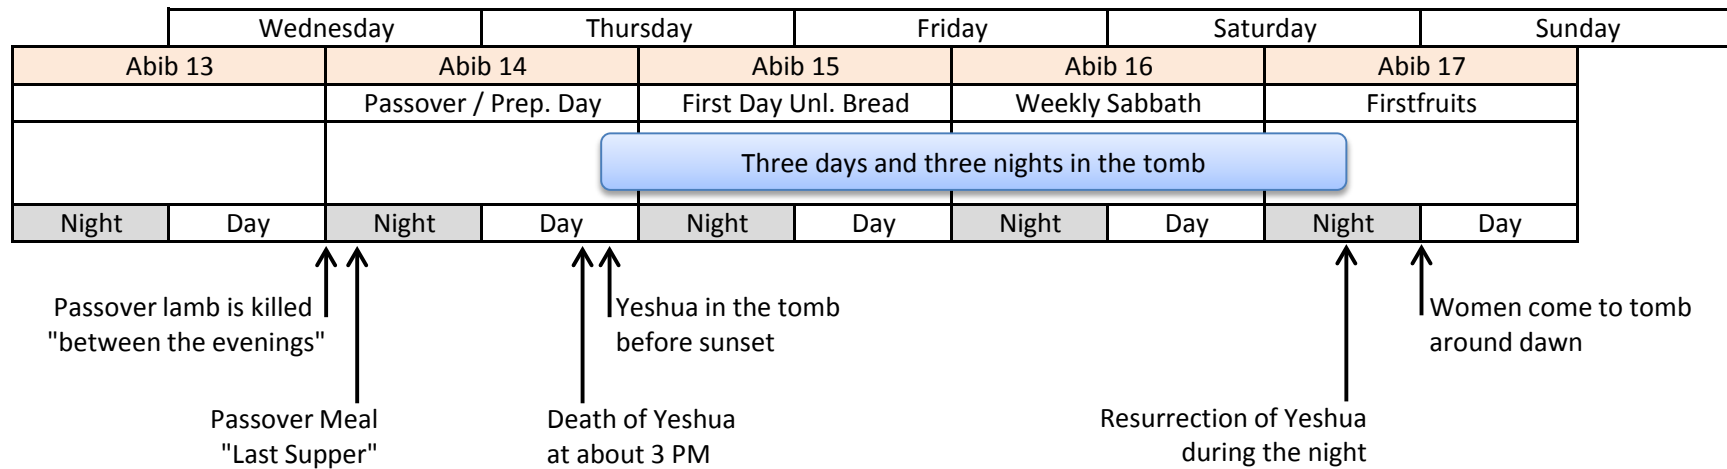 Wednesday Thursday Friday Saturday Sunday
Abib 13 Abib 14 Abib 15 Abib 16 Abib 17
Passover / Prep. Day First Day Unl. Bread Weekly Sabbath Firstfruits
Three days and three nights in the tomb
Night Day Night Day Night Day Night Day Night Day
Passover lamb is killed
"between the evenings"
Yeshua in the tomb
before sunset
Women come to tomb
around dawn
Passover Meal
"Last Supper"
Death of Yeshua
at about 3 PM
Resurrection of Yeshua
during the night